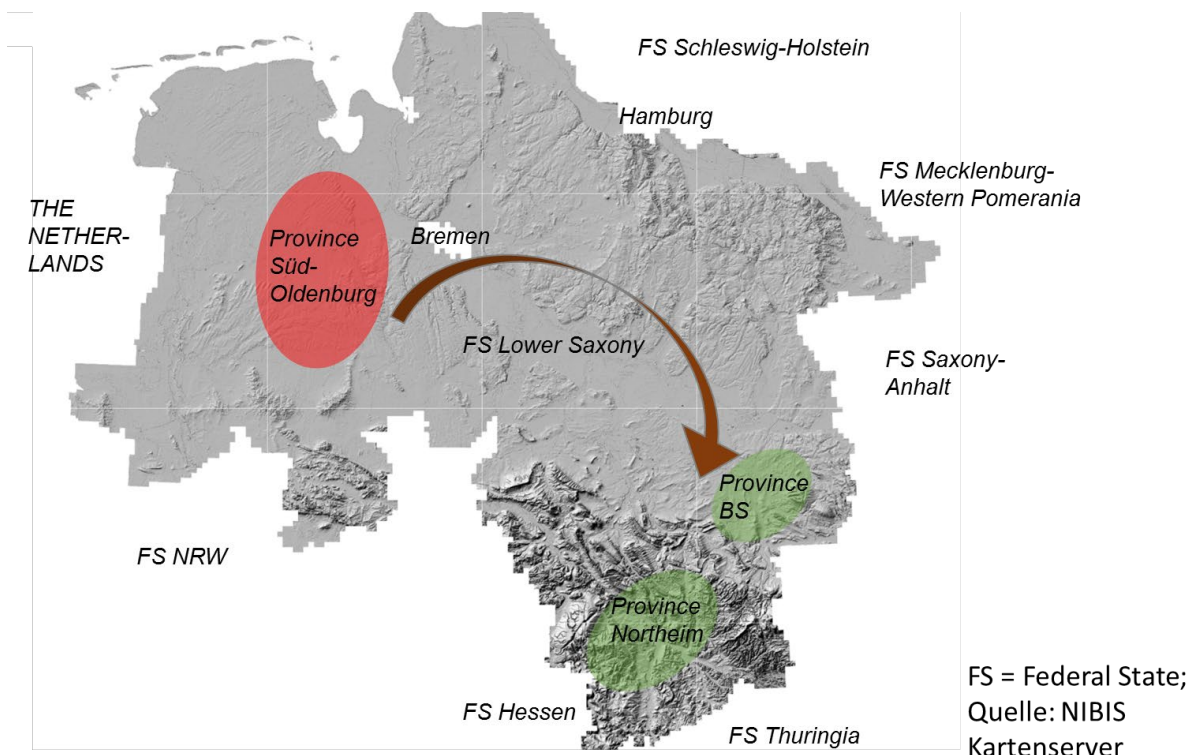 FS Schleswig-Holstein
Hamburg
FS Mecklenburg-
Western Pomerania
THE
NETHER-
LANDS
Province
Süd-
Oldenburg
Bremen
FS Lower Saxony
FS Saxony-
Anhalt
Province
BS
FS NRW
Province
Northeim
FS Hessen
FS Thuringia
FS = Federal State;
Quelle: NIBIS
Kartenserver